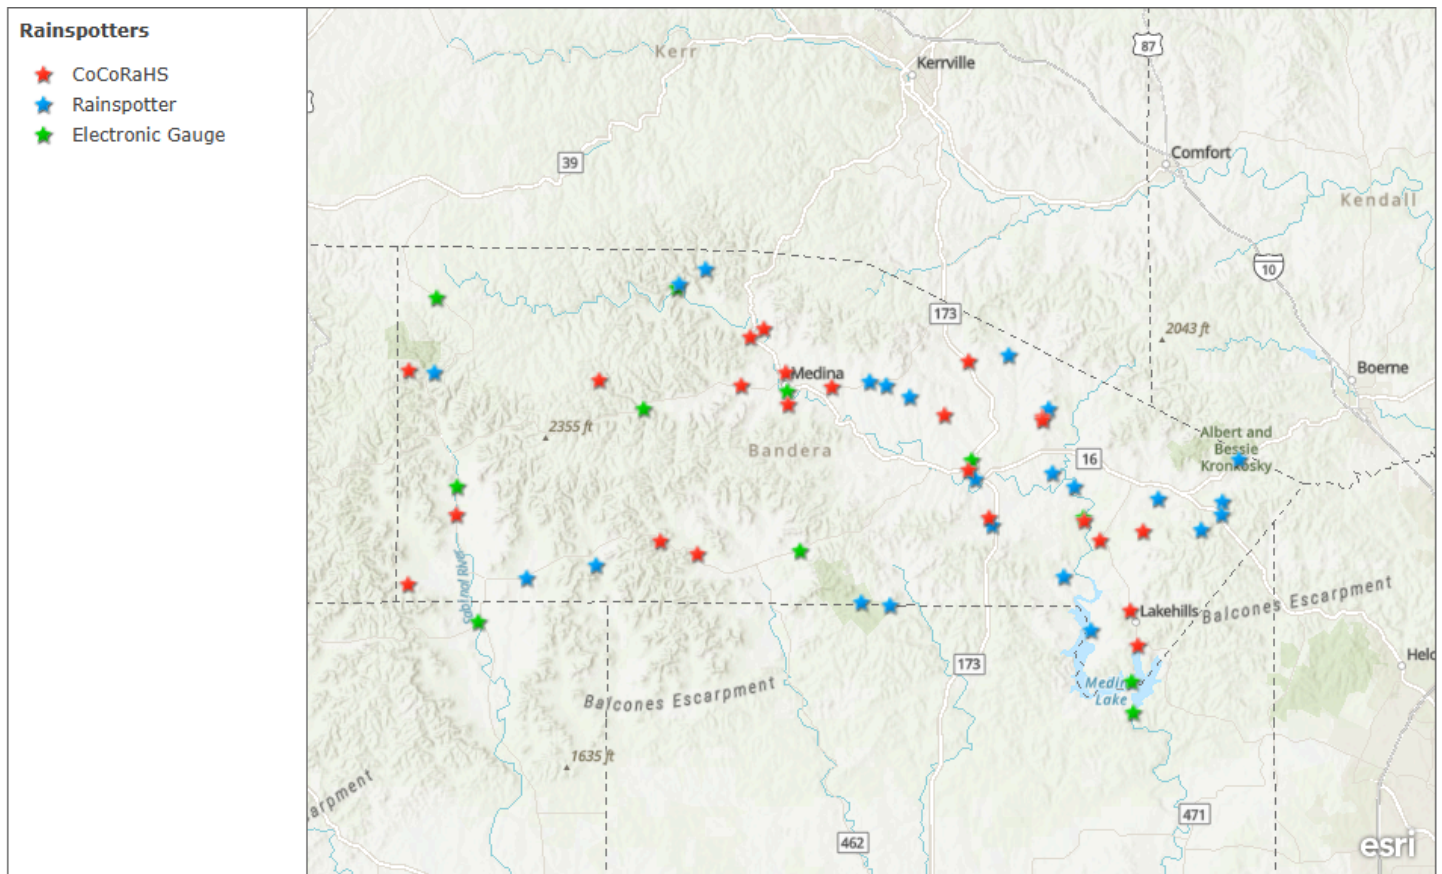 Rainspotters
CoCoRaHS
Rainspotter
Electronic Gauge
Kerr
Kerrville
87
39
Comfort
Kendall
10
173
2043 ft
Boerne
Medina
2355 ft
Bandera
16
Albert and
Bessie
Kronkosky
Sabinal River
Lakehills
Balcones Escarpment
173
Helo
Balcones Escarpment
Medin
Lake
1635 ft
arpment
471
462
esri